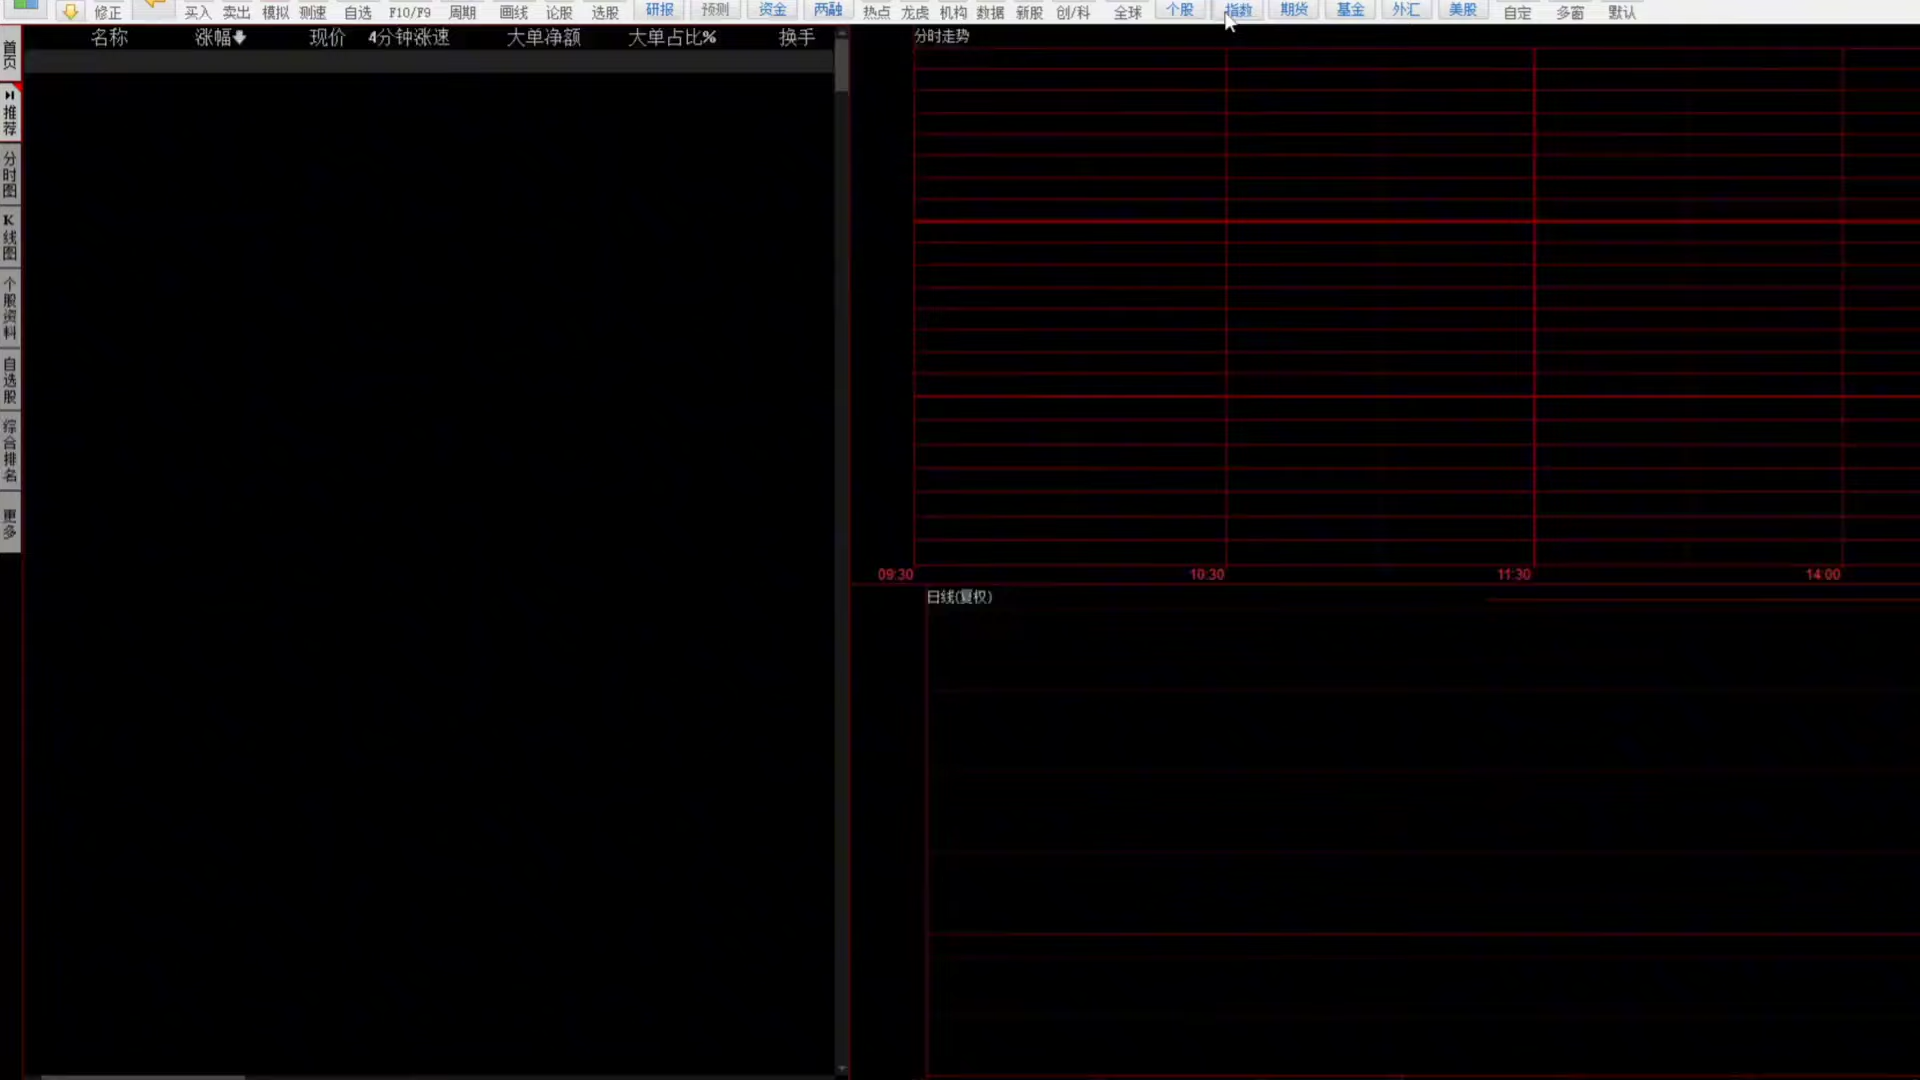 修正 买入 卖出 模拟 测速 自选 F10/F9 周期 画线 论股 选股 研报 预测 资金 两融 热点 龙虎 机构 数据 新股 创/科 全球 个股 指数 期货 基金 外汇 美股 自定 多窗 默认
名称 涨幅 现价 4分钟涨速 大单净额 大单占比% 换手
分时走势
首页
推荐
分时图
K线图
个股资料
自选股
综合排名
更多
09:30 10:30 11:30 14:00
日线(复权)